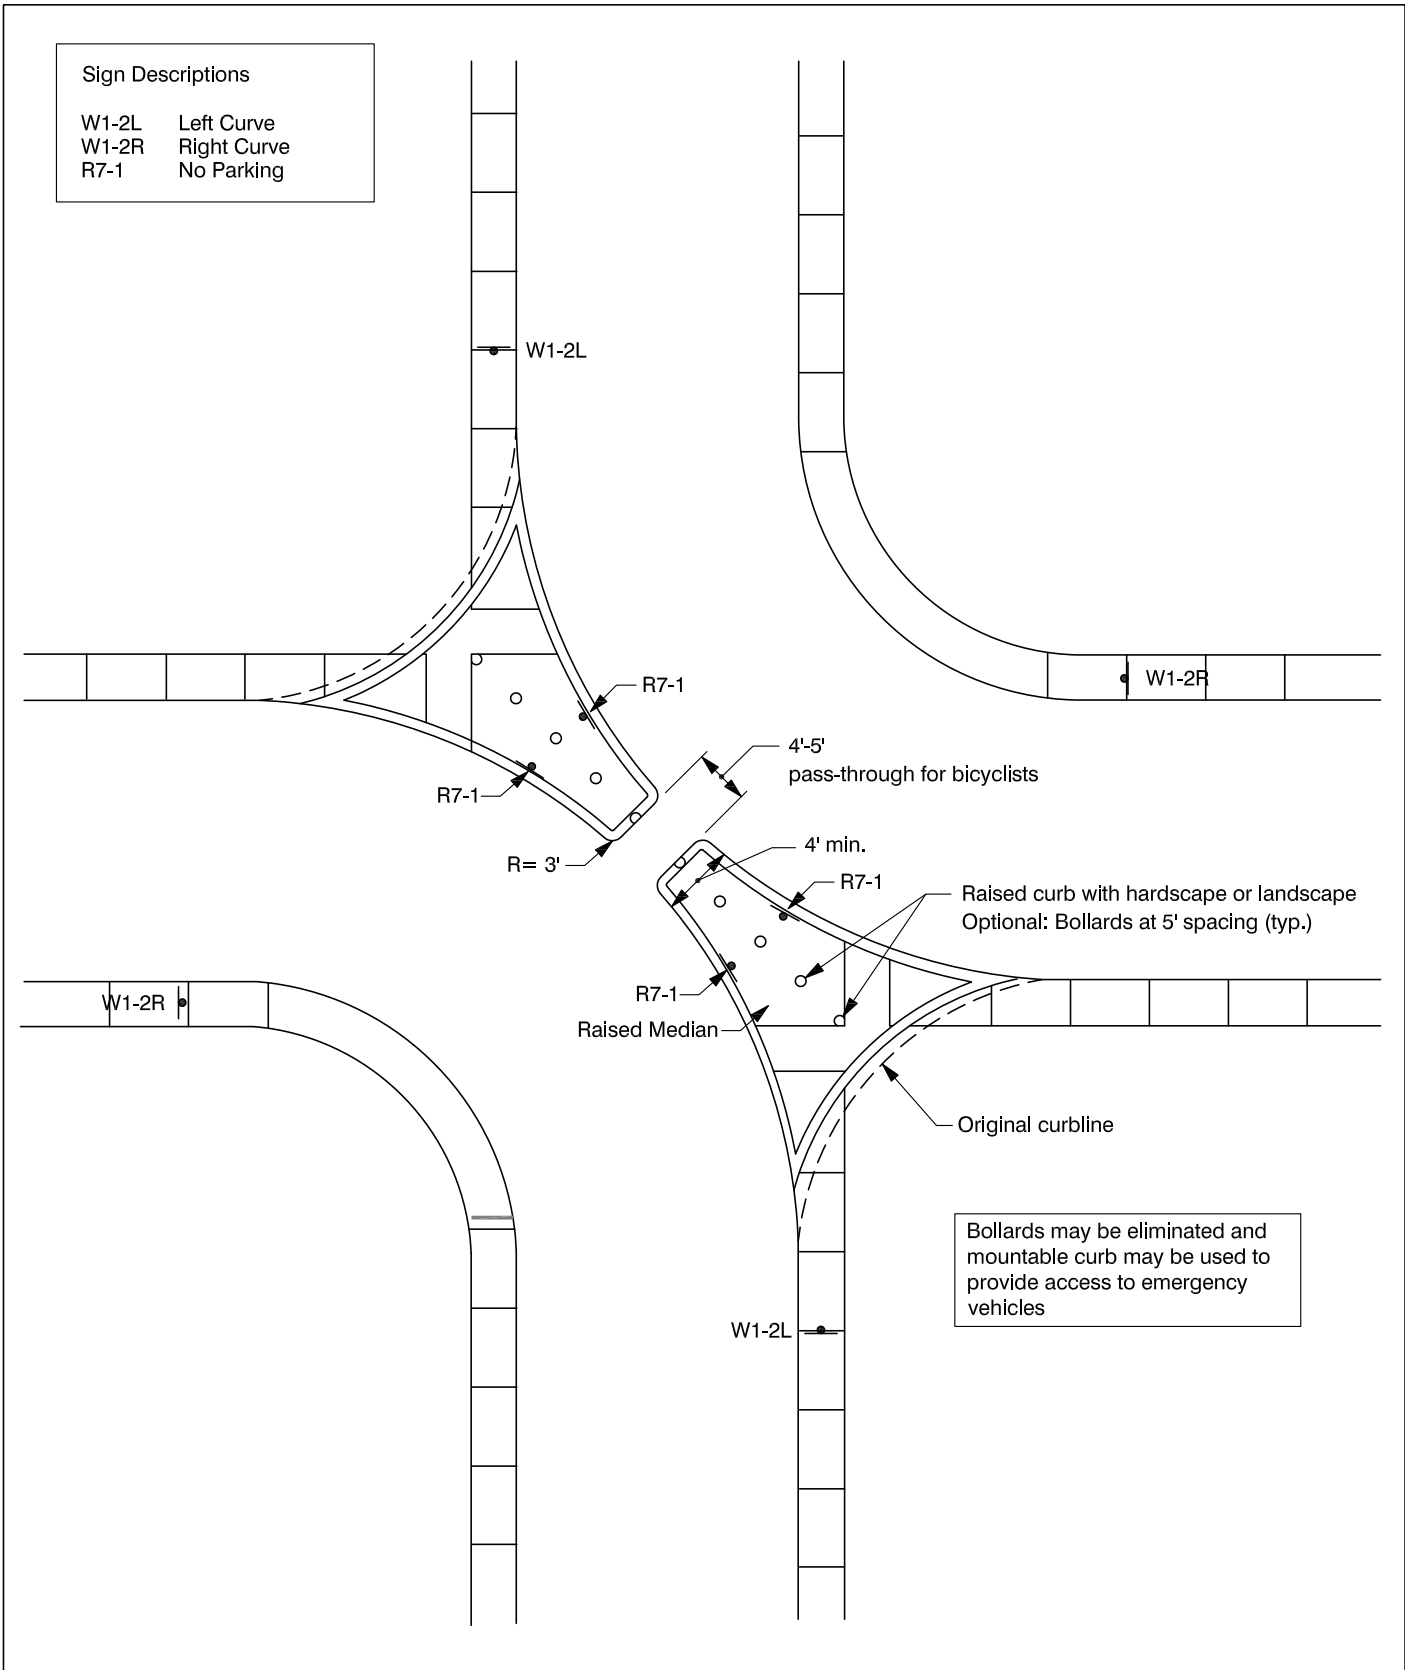 Sign Descriptions
W1-2L Left Curve
W1-2R Right Curve
R7-1 No Parking
W1-2L
R7-1
W1-2R
4'-5'
pass-through for bicyclists
R7-1
R= 3'
4' min.
R7-1
Raised curb with hardscape or landscape
Optional: Bollards at 5' spacing (typ.)
R7-1
W1-2R
Raised Median
Original curbline
Bollards may be eliminated and
mountable curb may be used to
provide access to emergency
vehicles
W1-2L